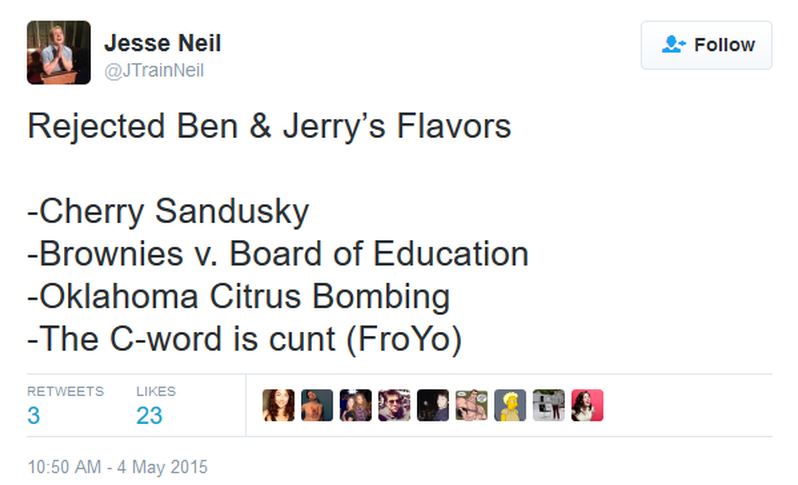 Jesse Neil
@JTrainNeil
Follow
Rejected Ben & Jerry’s Flavors
-Cherry Sandusky
-Brownies v. Board of Education
-Oklahoma Citrus Bombing
-The C-word is cunt (FroYo)
RETWEETS LIKES
3 23
10:50 AM - 4 May 2015